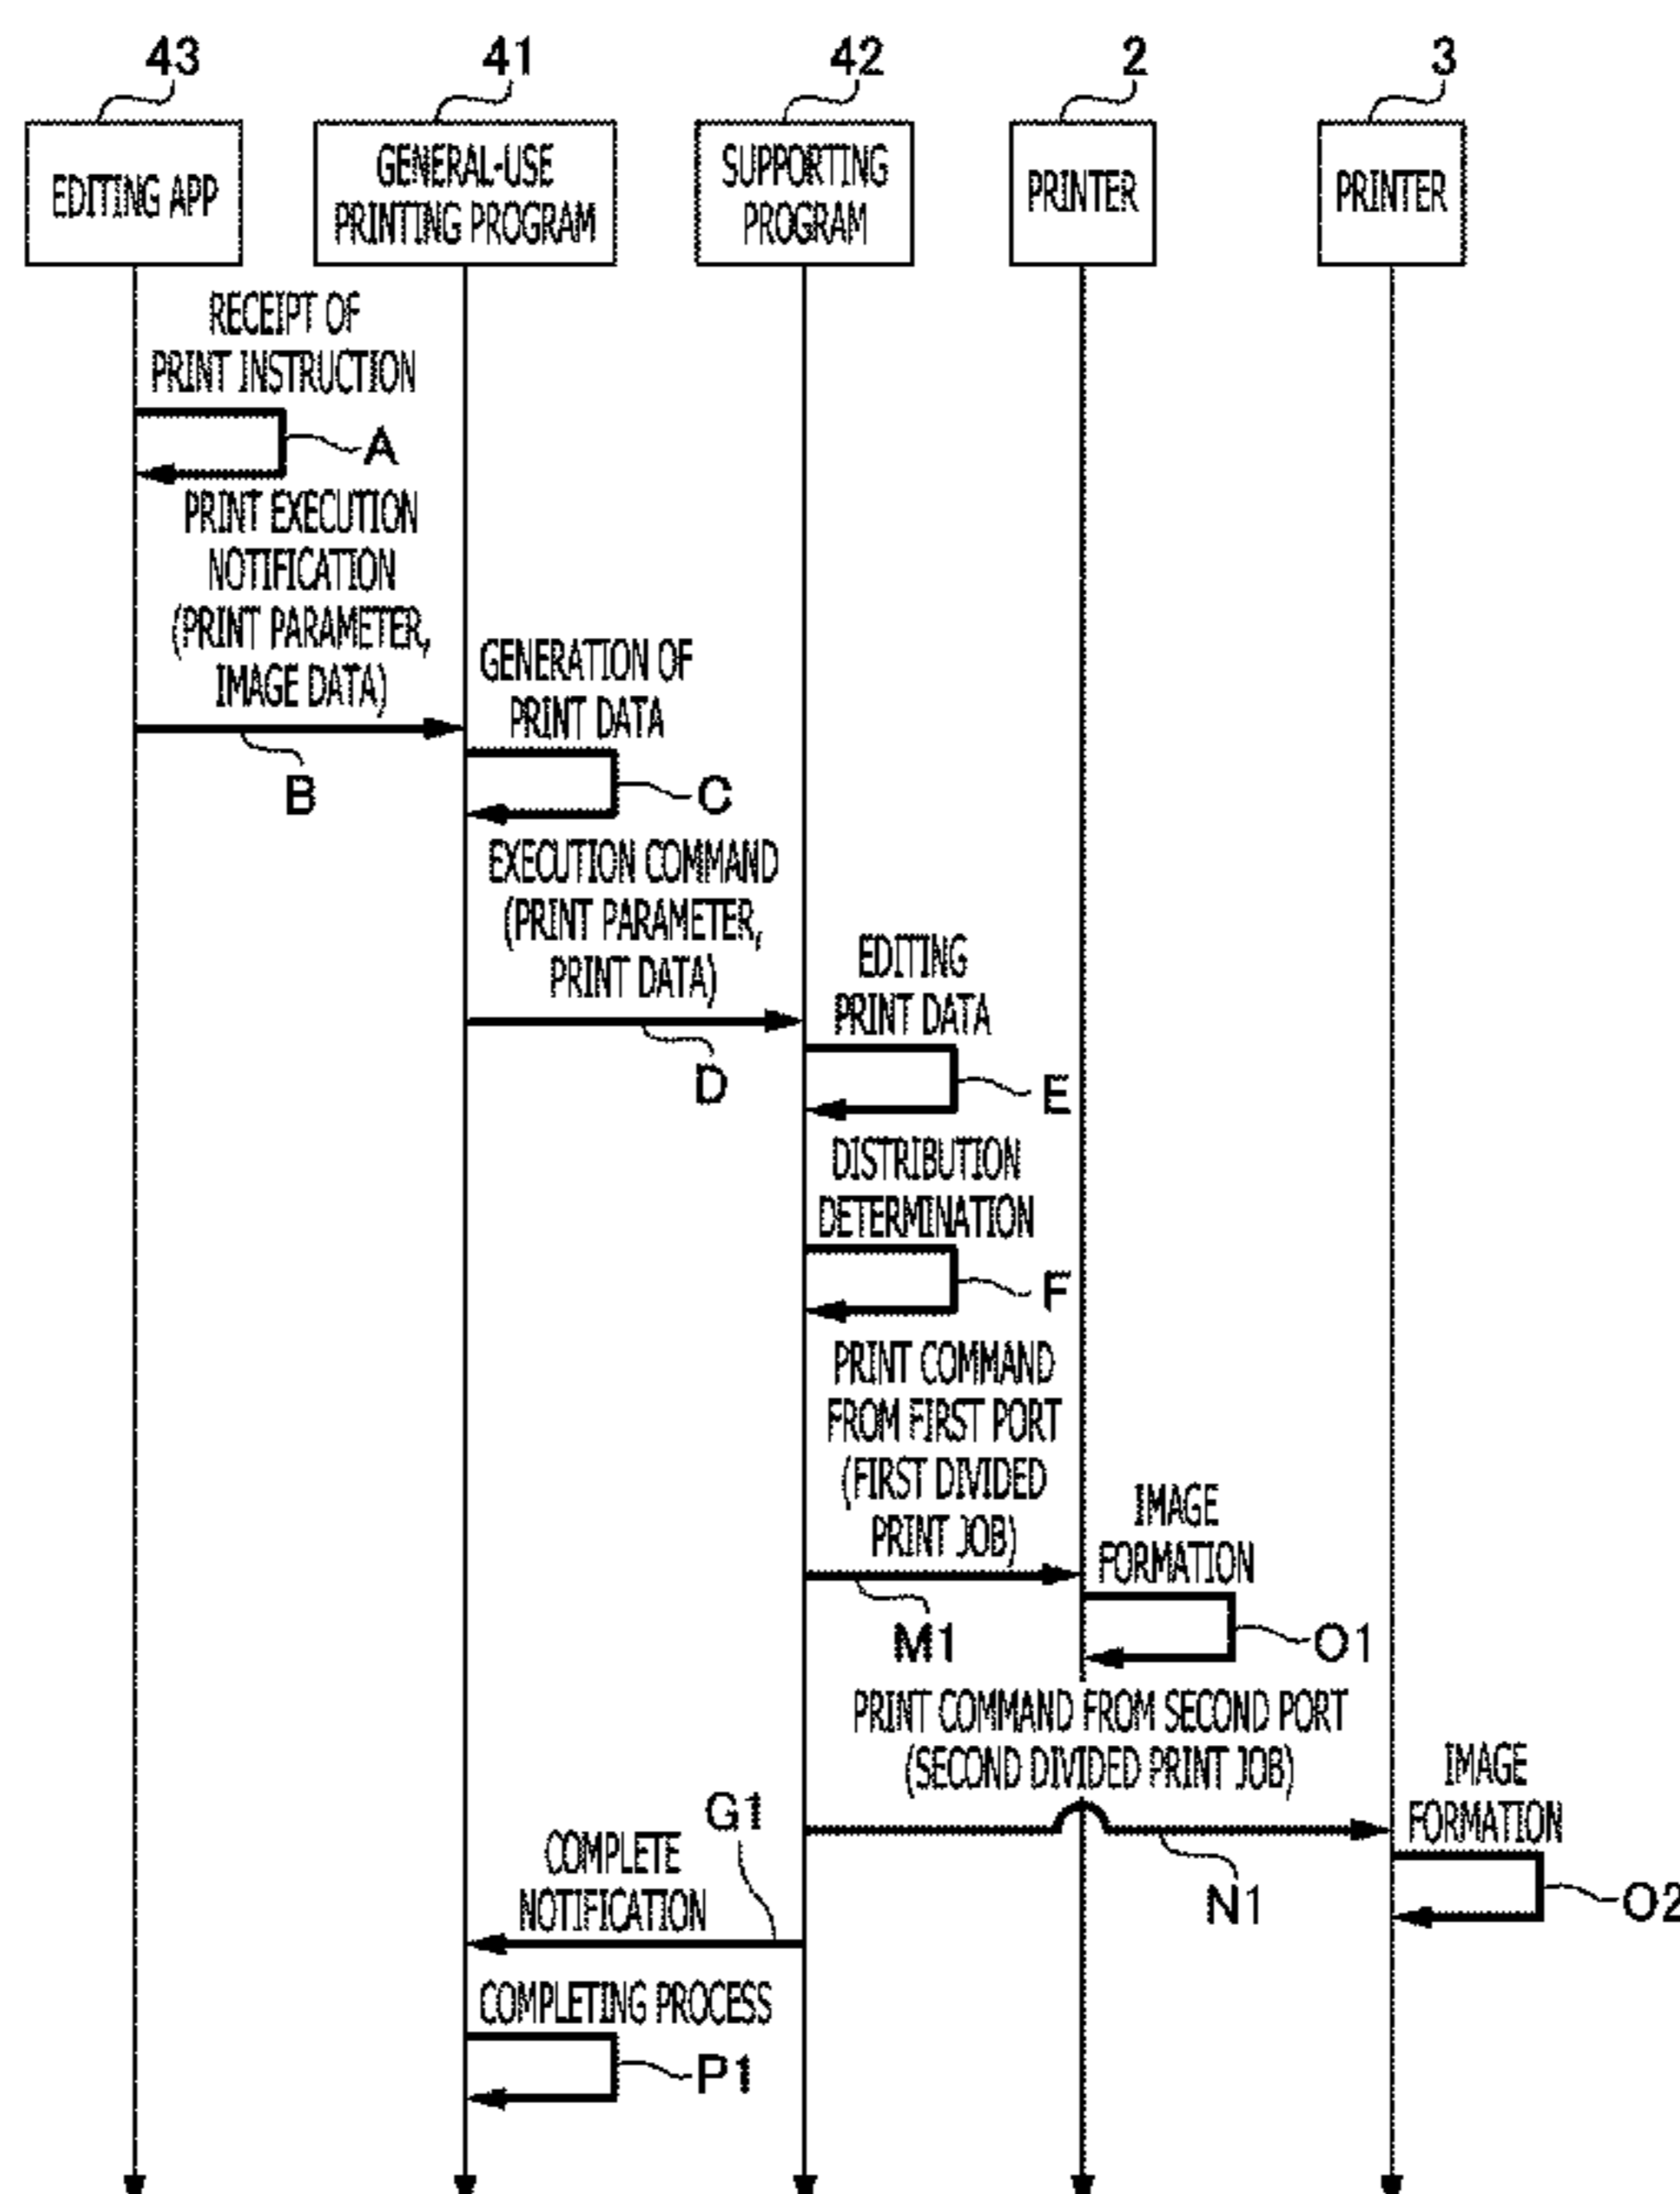 43
41
42
2
3
EDITING APP
GENERAL-USE
PRINTING PROGRAM
SUPPORTING
PROGRAM
PRINTER
PRINTER
RECEIPT OF
PRINT INSTRUCTION
A
PRINT EXECUTION
NOTIFICATION
(PRINT PARAMETER,
IMAGE DATA)
B
GENERATION OF
PRINT DATA
C
EXECUTION COMMAND
(PRINT PARAMETER,
PRINT DATA)
D
EDITING
PRINT DATA
E
DISTRIBUTION
DETERMINATION
F
PRINT COMMAND
FROM FIRST PORT
(FIRST DIVIDED
PRINT JOB)
M1
IMAGE
FORMATION
O1
PRINT COMMAND FROM SECOND PORT
(SECOND DIVIDED PRINT JOB)
N1
IMAGE
FORMATION
O2
G1
COMPLETE
NOTIFICATION
COMPLETING PROCESS
P1